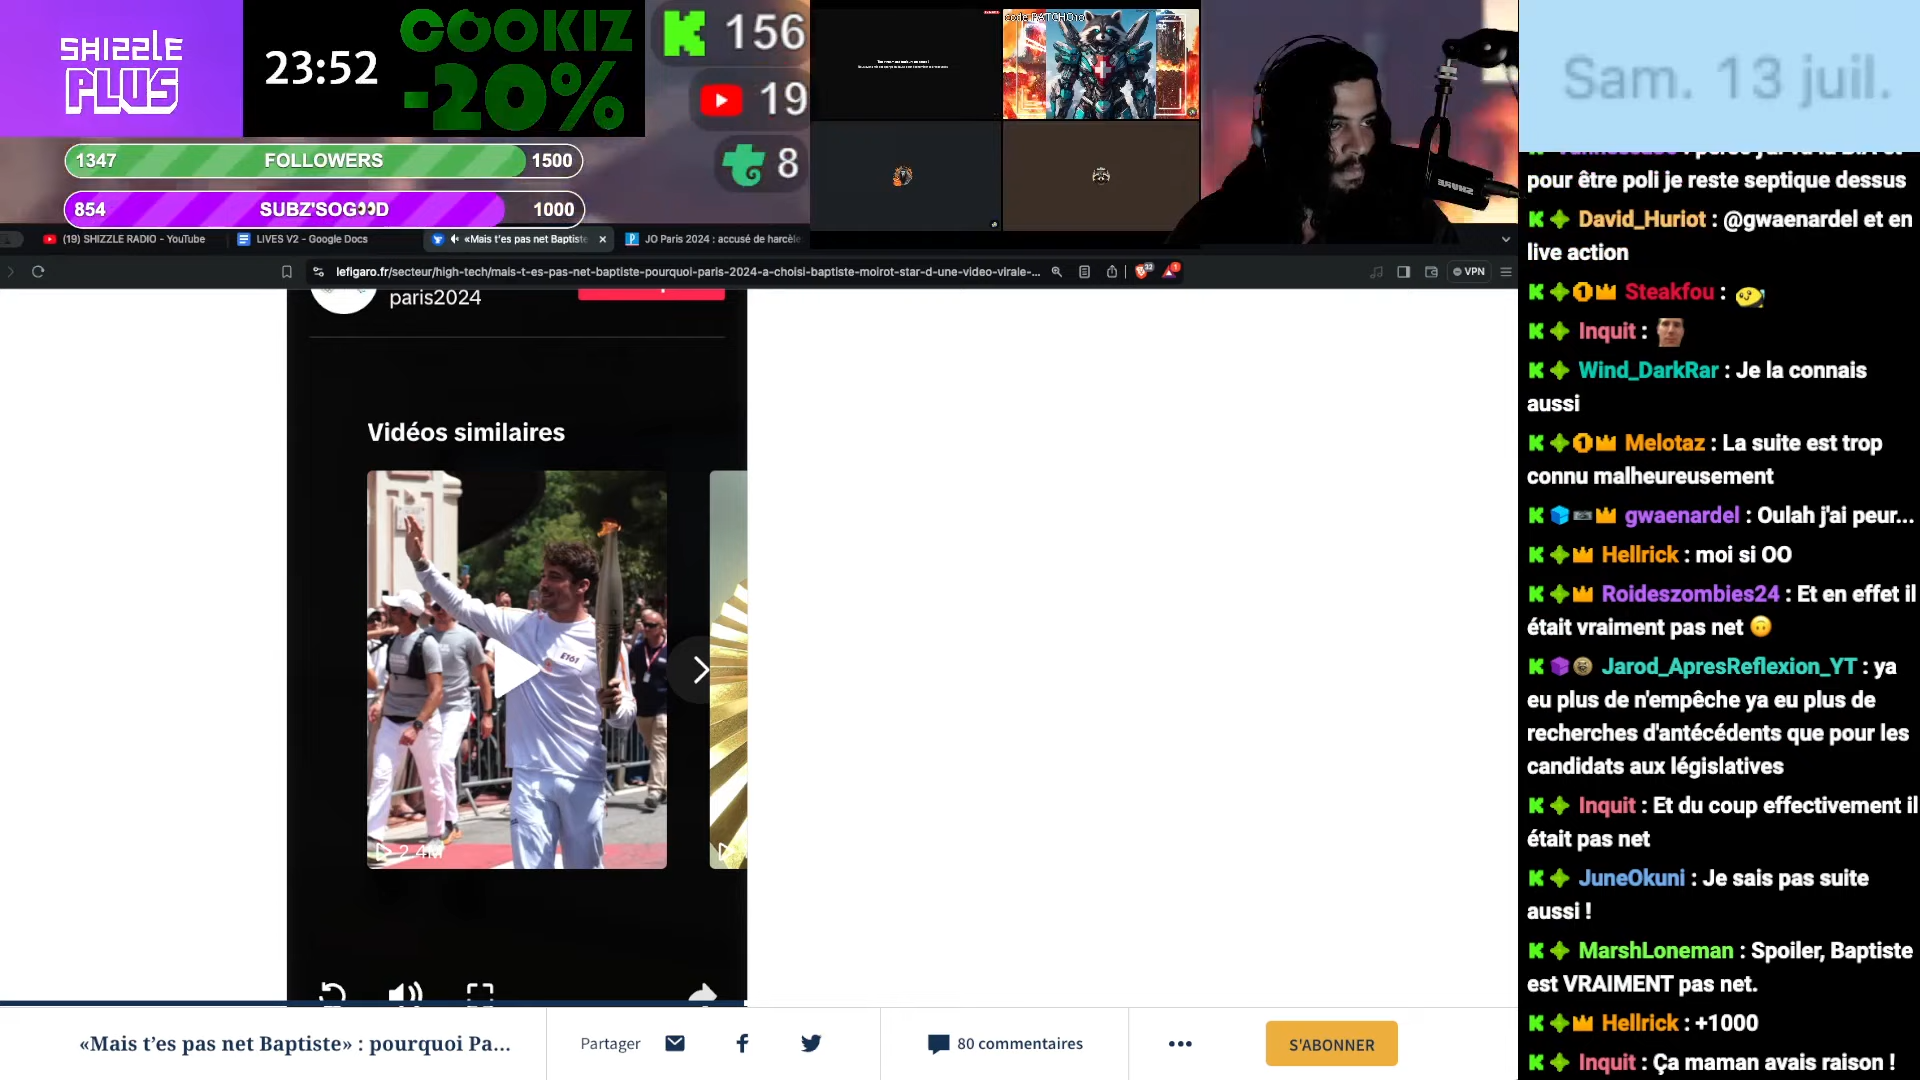 SHIZZLE
PLUS
23:52
COOKIZ
-20%
156
19
8
1347 FOLLOWERS 1500
854 SUBZ'SOG👀D 1000
code PATCHO10
SHURE
Sam. 13 juil.
(19) SHIZZLE RADIO - YouTube
LIVES V2 - Google Docs
«Mais t'es pas net Baptiste
JO Paris 2024 : accusé de harcèle
lefigaro.fr/secteur/high-tech/mais-t-es-pas-net-baptiste-pourquoi-paris-2024-a-choisi-baptiste-moirot-star-d-une-video-virale-...
VPN
paris2024
Vidéos similaires
E161
2.4M
«Mais t’es pas net Baptiste» : pourquoi Pa...
Partager
80 commentaires
S'ABONNER
pour être poli je reste septique dessus
David_Huriot : @gwaenardel et en
live action
Steakfou :
Inquit :
Wind_DarkRar : Je la connais
aussi
Melotaz : La suite est trop
connu malheureusement
gwaenardel : Oulah j'ai peur...
Hellrick : moi si OO
Roideszombies24 : Et en effet il
était vraiment pas net 🙃
Jarod_ApresReflexion_YT : ya
eu plus de n'empêche ya eu plus de
recherches d'antécédents que pour les
candidats aux législatives
Inquit : Et du coup effectivement il
était pas net
JuneOkuni : Je sais pas suite
aussi !
MarshLoneman : Spoiler, Baptiste
est VRAIMENT pas net.
Hellrick : +1000
Inquit : Ça maman avais raison !